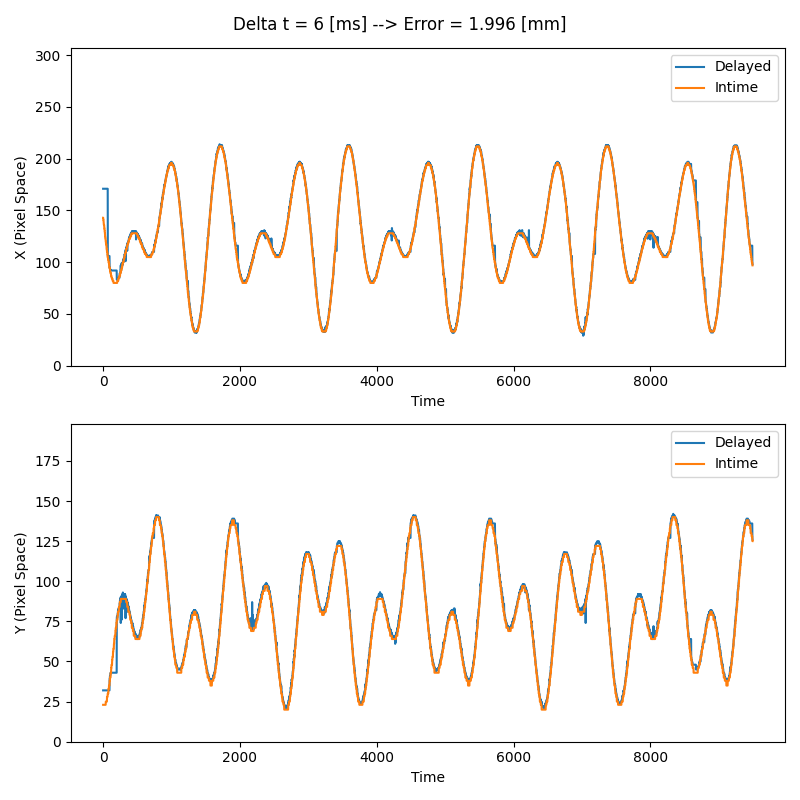 Delta t = 6 [ms] --> Error = 1.996 [mm]
300
250
200
150
100
50
0
X (Pixel Space)
Delayed
Intime
0
2000
4000
6000
8000
Time
175
150
125
100
75
50
25
0
Y (Pixel Space)
Delayed
Intime
0
2000
4000
6000
8000
Time